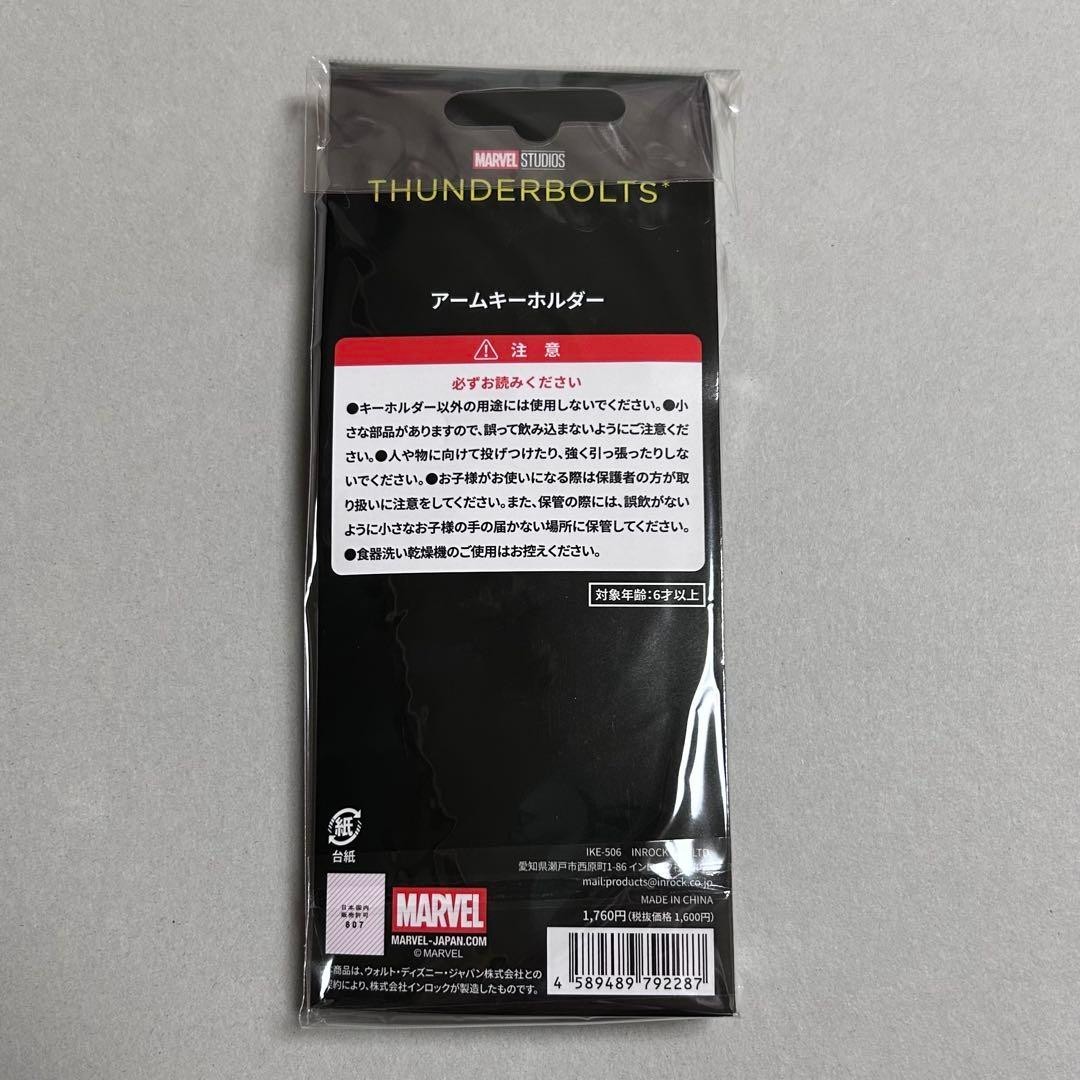 MARVEL STUDIOS
THUNDERBOLTS*
アームキーホルダー
注 意
必ずお読みください
●キーホルダー以外の用途には使用しないでください。●小
さな部品がありますので、誤って飲み込まないようにご注意くだ
さい。●人や物に向けて投げつけたり、強く引っ張ったりしな
いでください。●お子様がお使いになる際は保護者の方が取
り扱いに注意をしてください。また、保管の際には、誤飲がない
ように小さなお子様の手の届かない場所に保管してください。
●食器洗い乾燥機のご使用はお控えください。
対象年齢:6才以上
紙
台紙
IKE-506 INROCK LTD.
愛知県瀬戸市西原町1-86
mail:products@inrock.co.jp
MADE IN CHINA
1,760円(税抜価格 1,600円)
日本国内
販売許可
607
MARVEL
MARVEL-JAPAN.COM
© MARVEL
本商品は、ウォルト・ディズニー・ジャパン株式会社との
契約により、株式会社インロックが製造したものです。
4 589489 792287